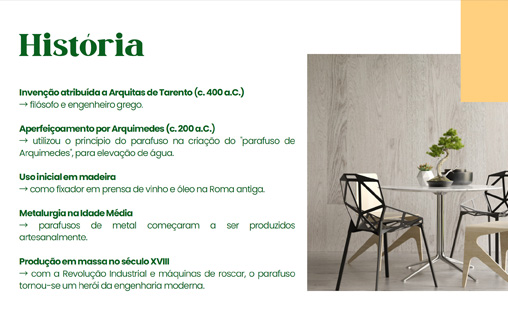 História
Invenção atribuída a Arquitas de Tarento (c. 400 a.C.)
→ filósofo e engenheiro grego.
Aperfeiçoamento por Arquimedes (c. 200 a.C.)
→ utilizou o princípio do parafuso na criação do "parafuso de
Arquimedes", para elevação de água.
Uso inicial em madeira
→ como fixador em prensa de vinho e óleo na Roma antiga.
Metalurgia na Idade Média
→ parafusos de metal começaram a ser produzidos
artesanalmente.
Produção em massa no século XVIII
→ com a Revolução Industrial e máquinas de roscar, o parafuso
tornou-se um herói da engenharia moderna.